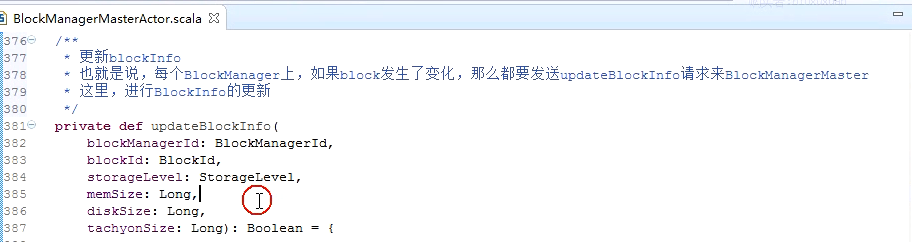 BlockManagerMasterActor.scala
376 /**
377 * 更新blockInfo
378 * 也就是说，每个BlockManager上，如果block发生了变化，那么都要发送updateBlockInfo请求来BlockManagerMaster
379 * 这里，进行BlockInfo的更新
380 */
381 private def updateBlockInfo(
382 blockManagerId: BlockManagerId,
383 blockId: BlockId,
384 storageLevel: StorageLevel,
385 memSize: Long,
386 diskSize: Long,
387 tachyonSize: Long): Boolean = {